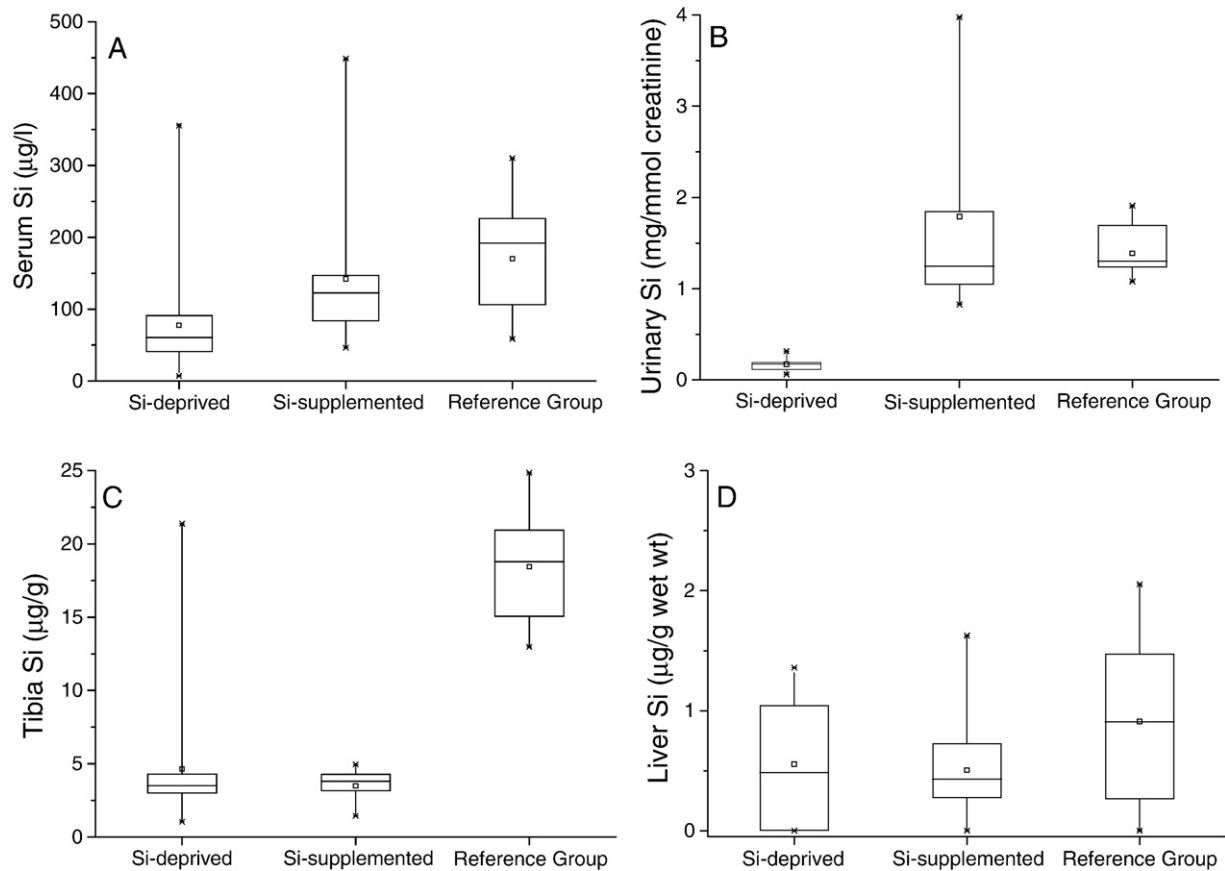 A
Serum Si (µg/l)
500
400
300
200
100
0
Si-deprived Si-supplemented Reference Group
B
Urinary Si (mg/mmol creatinine)
4
3
2
1
0
Si-deprived Si-supplemented Reference Group
C
Tibia Si (µg/g)
25
20
15
10
5
0
Si-deprived Si-supplemented Reference Group
D
Liver Si (µg/g wet wt)
3
2
1
0
Si-deprived Si-supplemented Reference Group